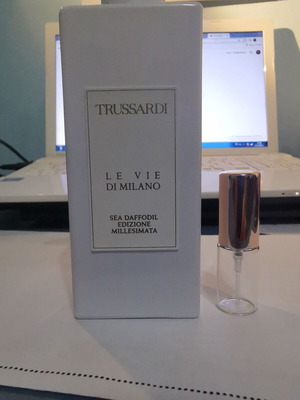 TRUSSARDI
LE VIE
DI MILANO
SEA DAFFODIL
EDIZIONE
MILLESIMATA